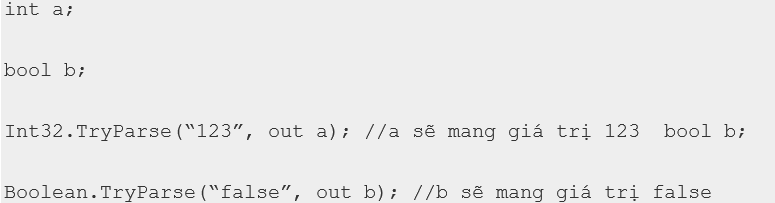 int a;
bool b;
Int32.TryParse(“123”, out a); //a sẽ mang giá trị 123  bool b;
Boolean.TryParse(“false”, out b); //b sẽ mang giá trị false